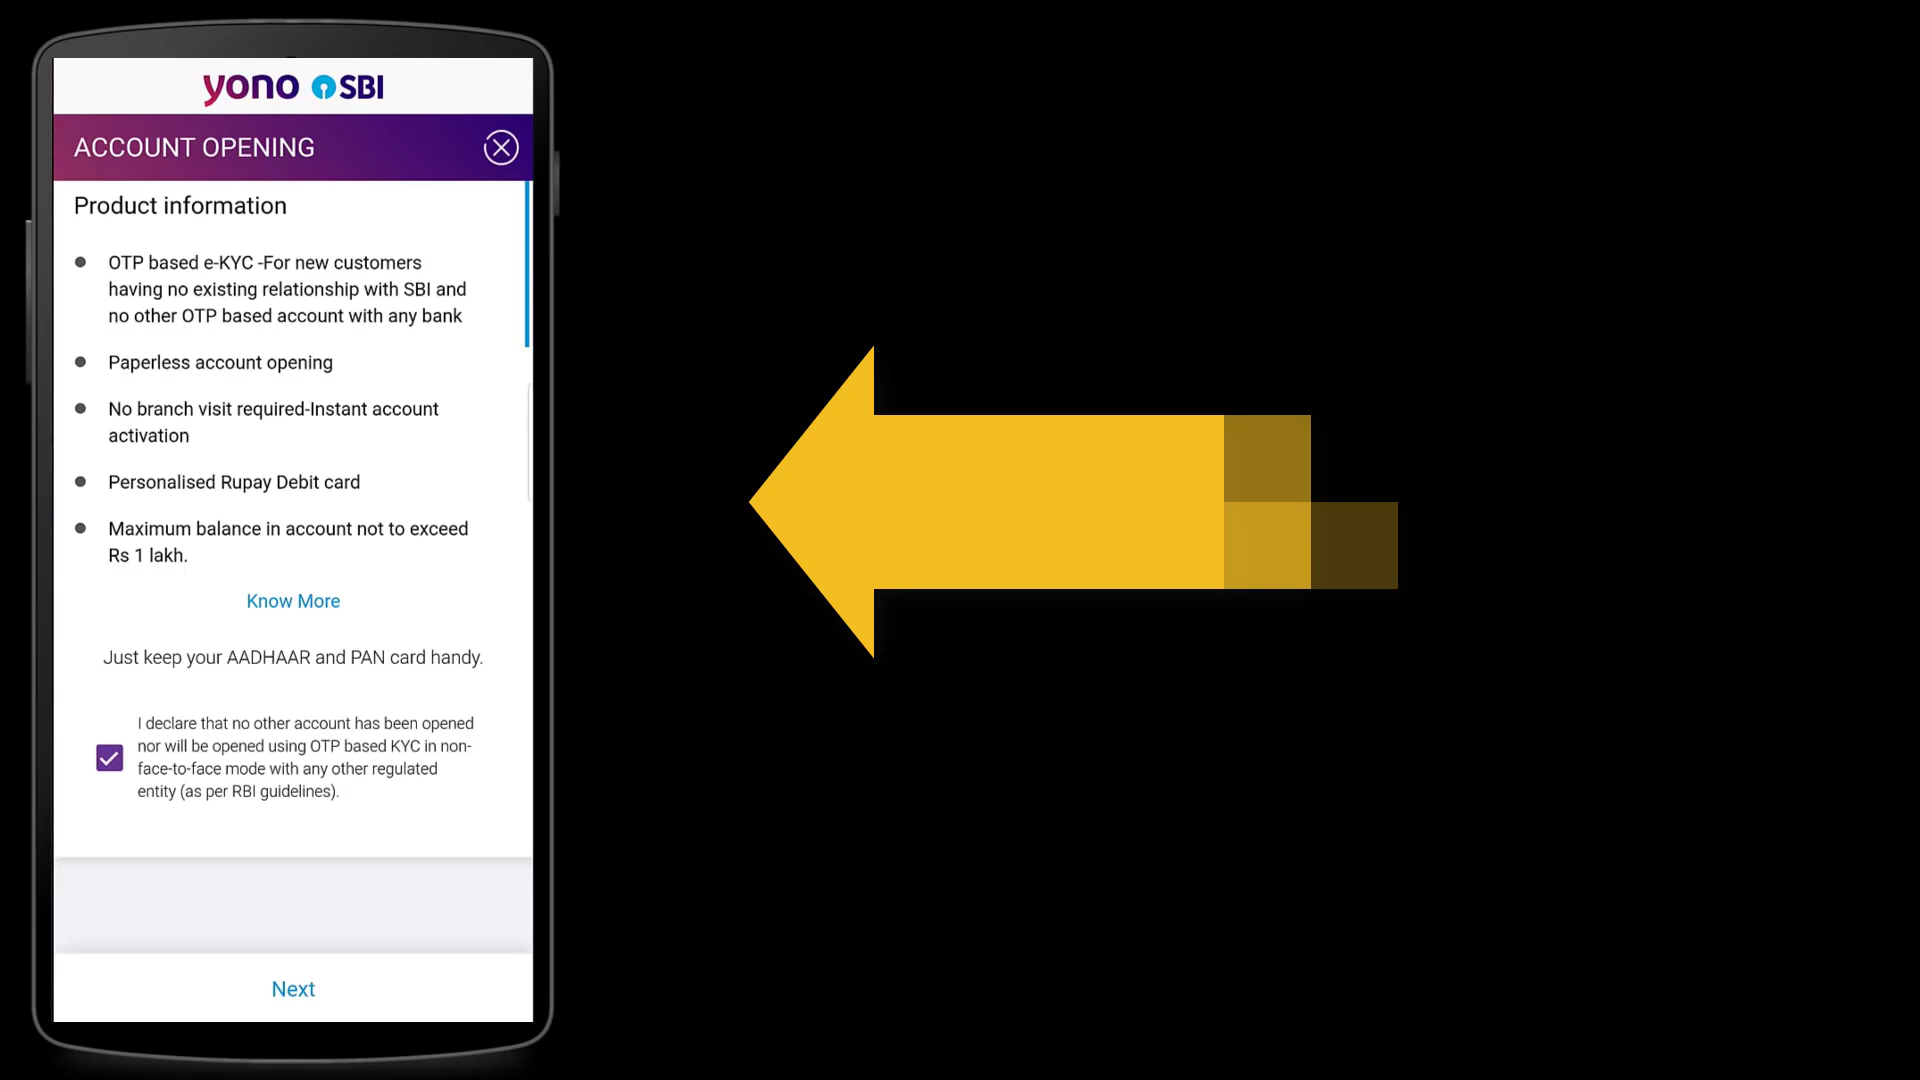 yono SBI
ACCOUNT OPENING
Product information
OTP based e-KYC -For new customers
having no existing relationship with SBI and
no other OTP based account with any bank
Paperless account opening
No branch visit required-Instant account
activation
Personalised Rupay Debit card
Maximum balance in account not to exceed
Rs 1 lakh.
Know More
Just keep your AADHAAR and PAN card handy.
I declare that no other account has been opened
nor will be opened using OTP based KYC in non-
face-to-face mode with any other regulated
entity (as per RBI guidelines).
Next